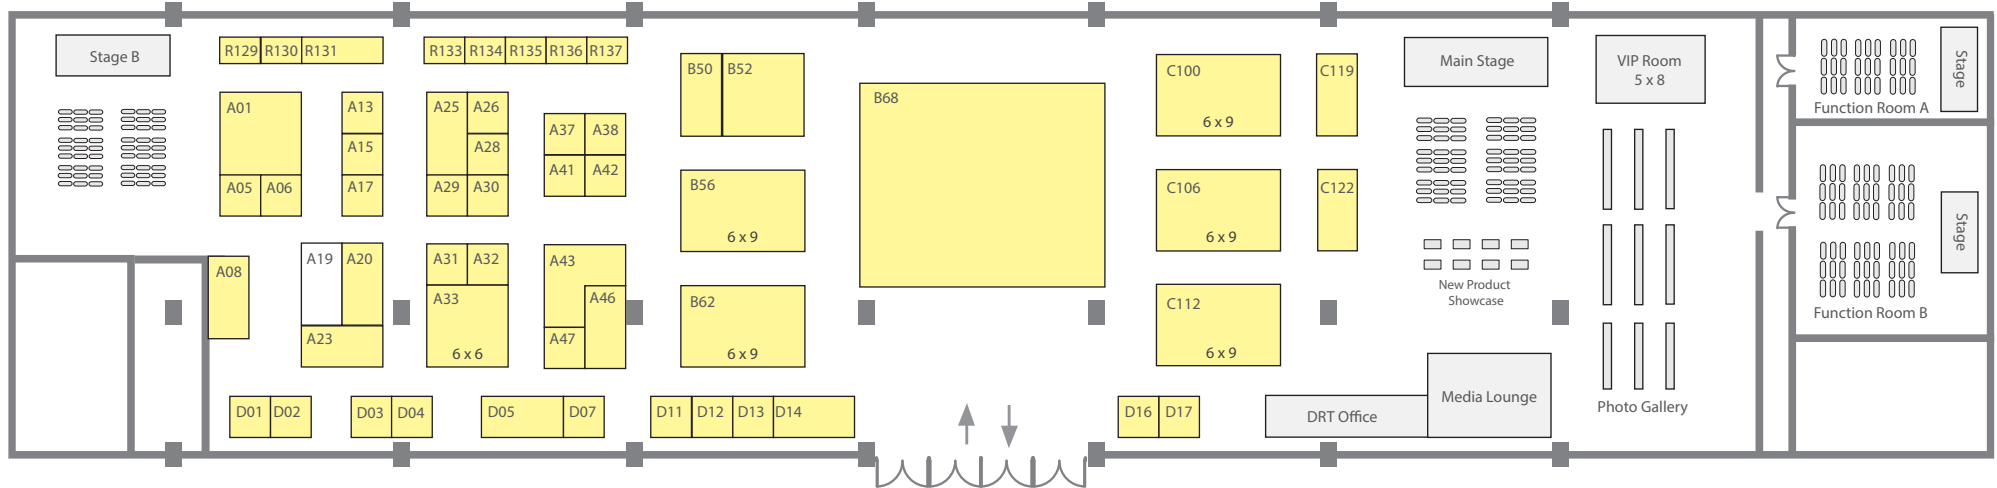 Stage B
R129
R130
R131
R133
R134
R135
R136
R137
B50
B52
B68
C100
6 x 9
C119
Main Stage
VIP Room
5 x 8
Stage
Function Room A
A01
A13
A15
A17
A05
A06
A25
A26
A28
A29
A30
A37
A38
A41
A42
B56
6 x 9
C106
6 x 9
C122
Stage
Function Room B
A08
A19
A20
A23
A31
A32
A33
6 x 6
A43
A46
A47
B62
6 x 9
C112
6 x 9
New Product
Showcase
D01
D02
D03
D04
D05
D07
D11
D12
D13
D14
D16
D17
DRT Office
Media Lounge
Photo Gallery